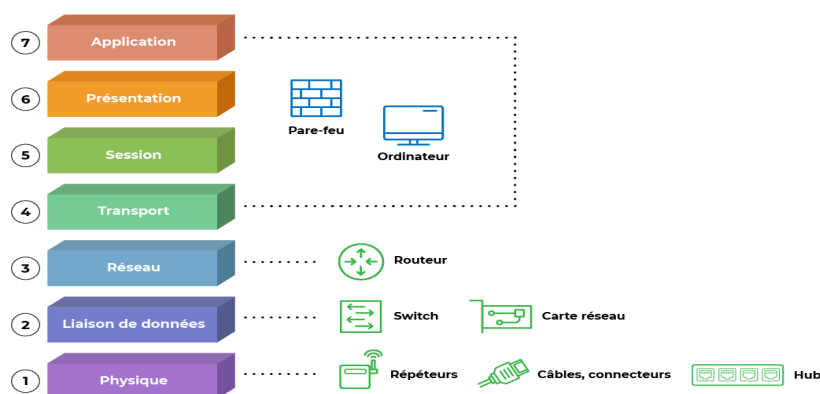 7 Application
6 Présentation
Pare-feu
Ordinateur
5 Session
4 Transport
3 Réseau
Routeur
2 Liaison de données
Switch
Carte réseau
1 Physique
Répéteurs
Câbles, connecteurs
Hub